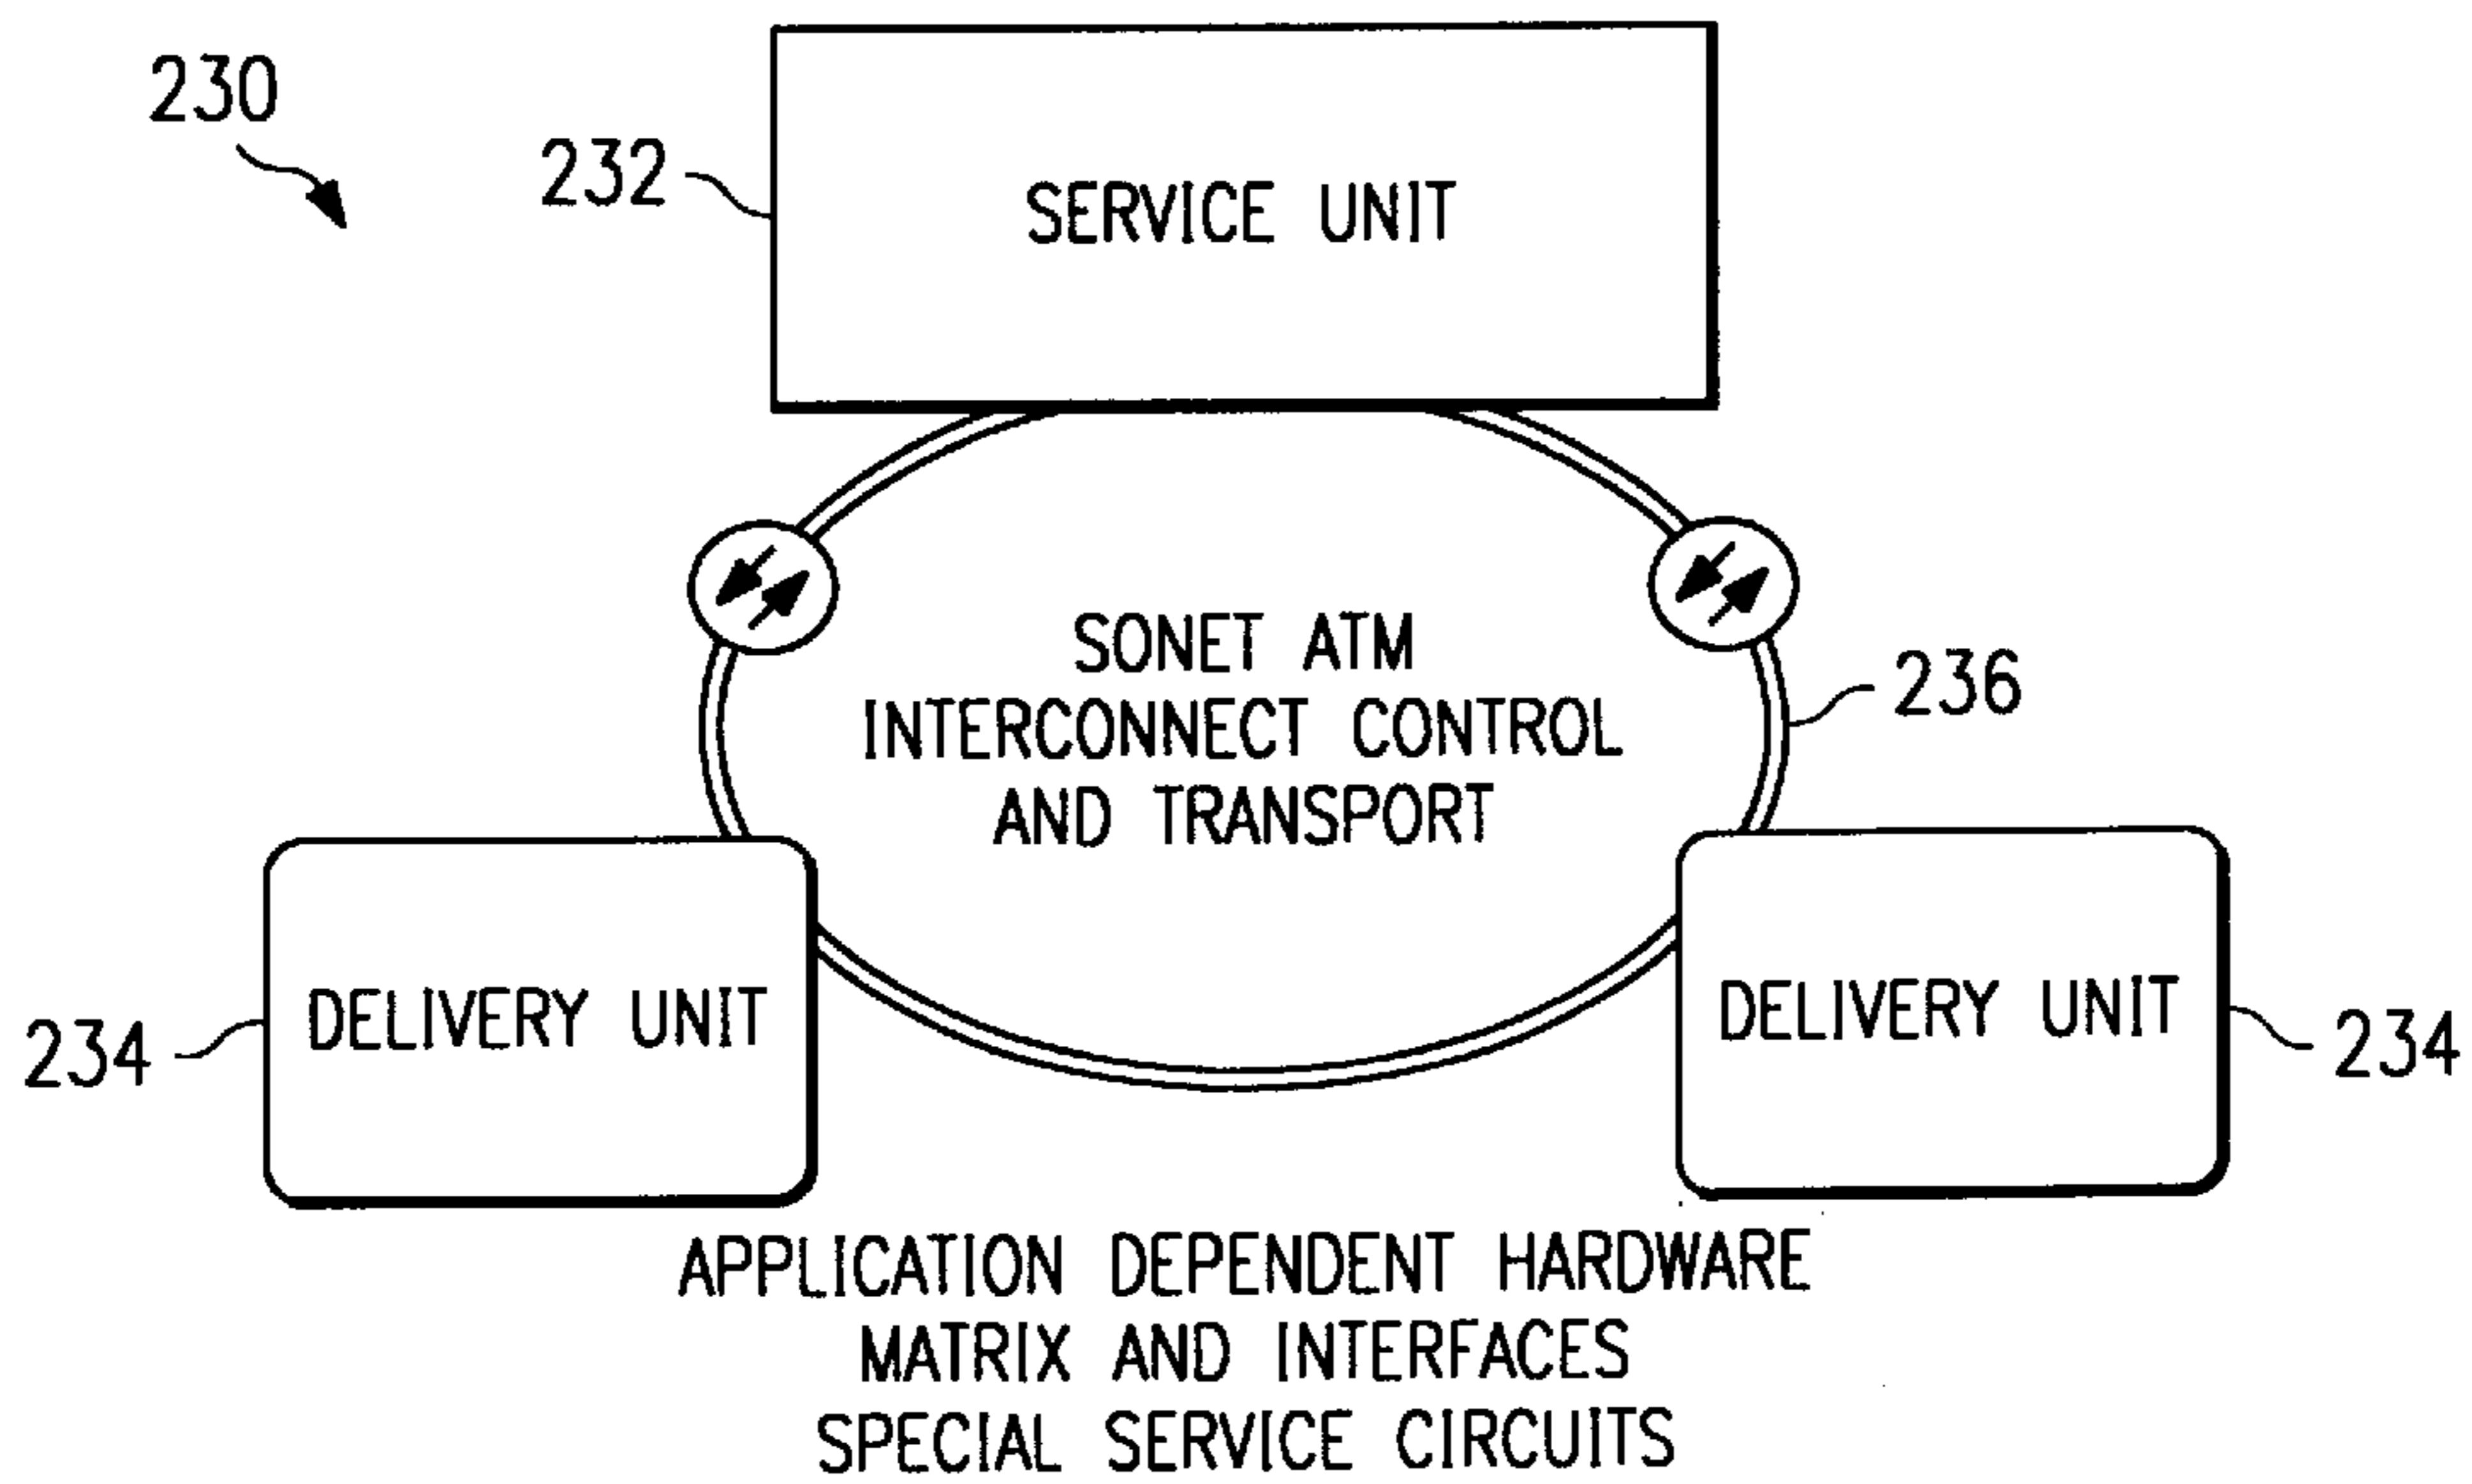 230
232
SERVICE UNIT
SONET ATM
INTERCONNECT CONTROL
AND TRANSPORT
236
DELIVERY UNIT
DELIVERY UNIT
234
234
APPLICATION DEPENDENT HARDWARE
MATRIX AND INTERFACES
SPECIAL SERVICE CIRCUITS